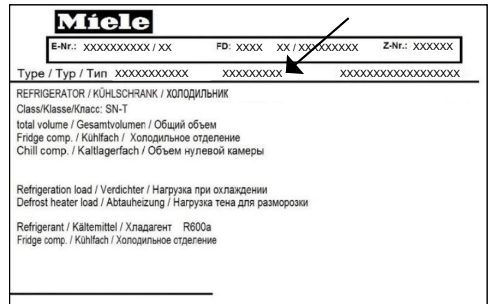 Miele
E-Nr.: XXXXXXXXXX / XX FD: XXXX XX / XXXXXXXXX Z-Nr.: XXXXXX
Type / Typ / Тип XXXXXXXXXXX XXXXXXXXX XXXXXXXXXXXXXXXXXX
REFRIGERATOR / KÜHLSCHRANK / ХОЛОДИЛЬНИК
Class/Klasse/Класс: SN-T
total volume / Gesamtvolumen / Общий объем
Fridge comp. / Kühlfach / Холодильное отделение
Chill comp. / Kaltlagerfach / Объем нулевой камеры
Refrigeration load / Verdichter / Нагрузка при охлаждении
Defrost heater load / Abtauheizung / Нагрузка тена для разморозки
Refrigerant / Kältemittel / Хладагент R600a
Fridge comp. / Kühlfach / Холодильное отделение